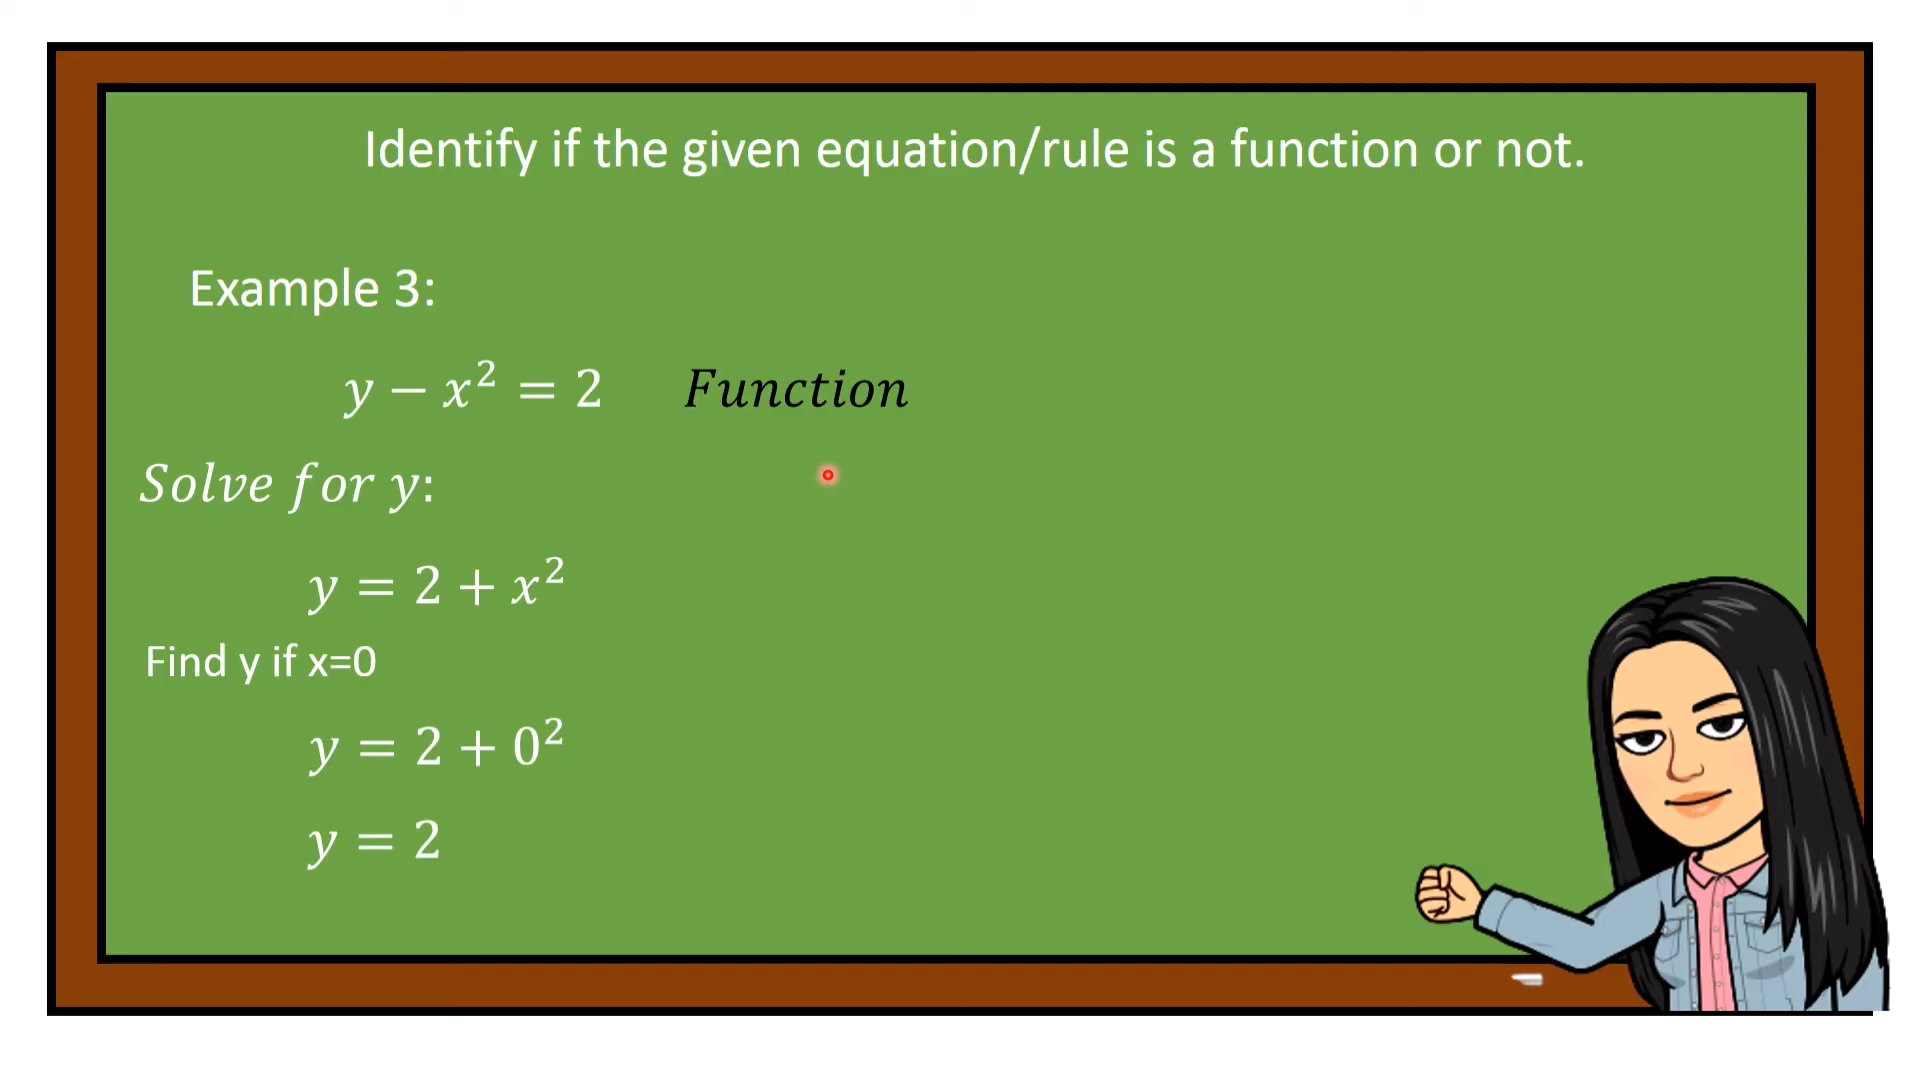 Identify if the given equation/rule is a function or not.
Example 3:
y − x² = 2 Function
Solve for y:
y = 2 + x²
Find y if x=0
y = 2 + 0²
y = 2